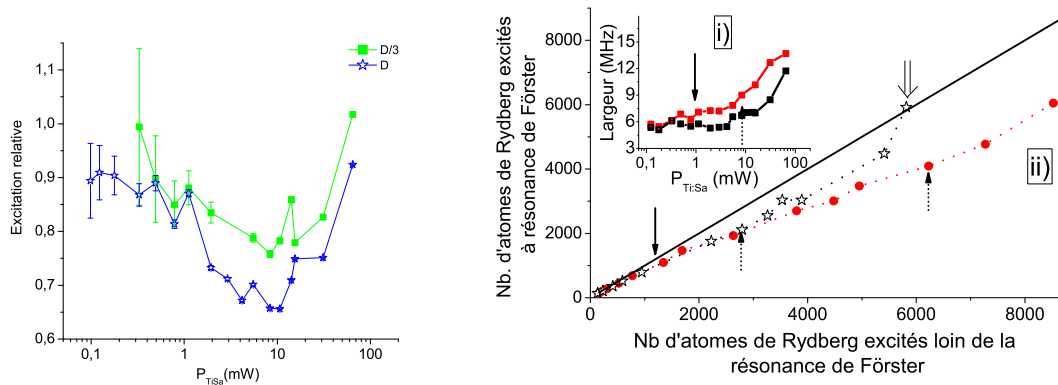 Excitation relative
1,1
1,0
0,9
0,8
0,7
0,6
0,1
1
10
100
P_TiSa(mW)
D/3
D
Nb. d'atomes de Rydberg excités
à résonance de Förster
8000
6000
4000
2000
0
0
2000
4000
6000
8000
Nb d'atomes de Rydberg excités loin de la
résonance de Förster
ii)
i)
Largeur (MHz)
15
12
9
6
3
0
0.1
1
10
100
P_Ti:Sa (mW)